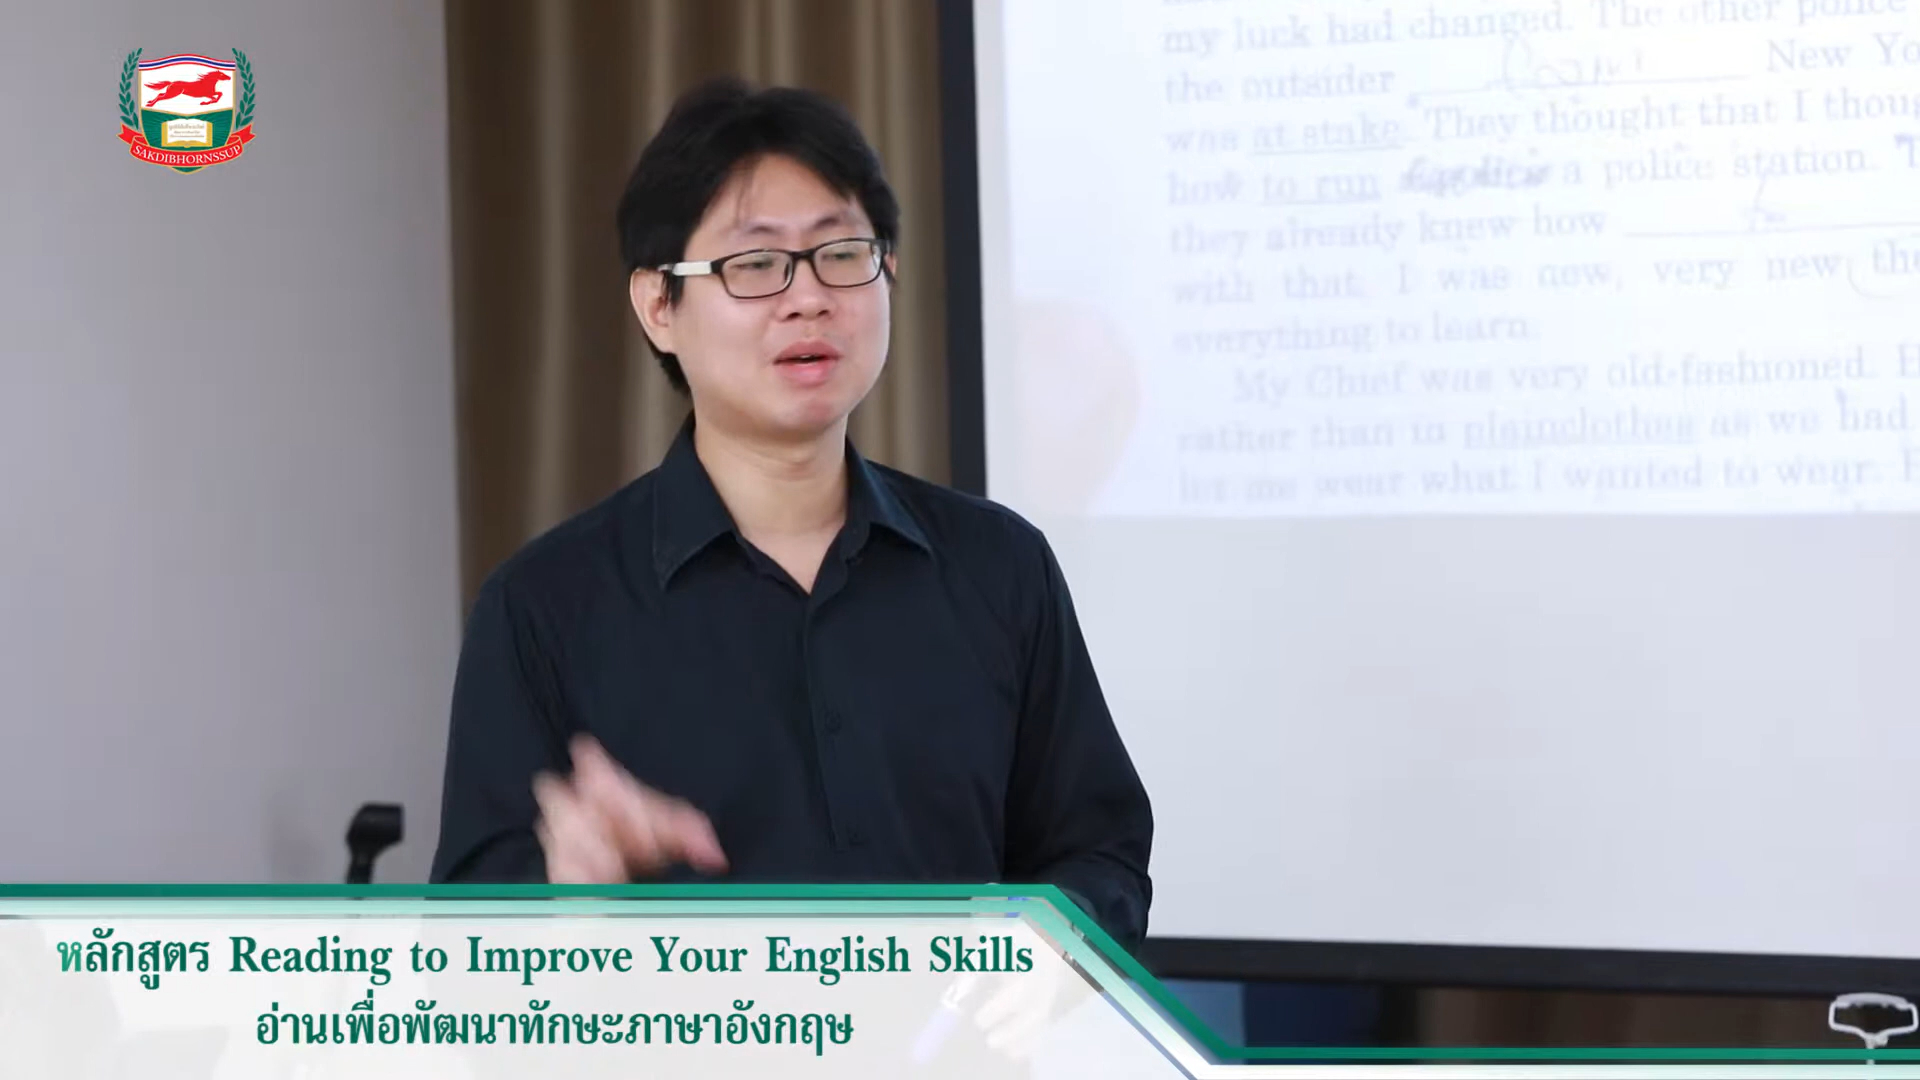 SAKDIBHORNSSUP
my luck had changed. The other police
the outsider New Yo
was at stake. They thought that I thoug
how to run a police station. T
they already knew how
with that, I was new, very new the
everything to learn.
My Chief was very old-fashioned. H
rather than in plainclothes as we had
let me wear what I wanted to wear. H
หลักสูตร Reading to Improve Your English Skills
อ่านเพื่อพัฒนาทักษะภาษาอังกฤษ